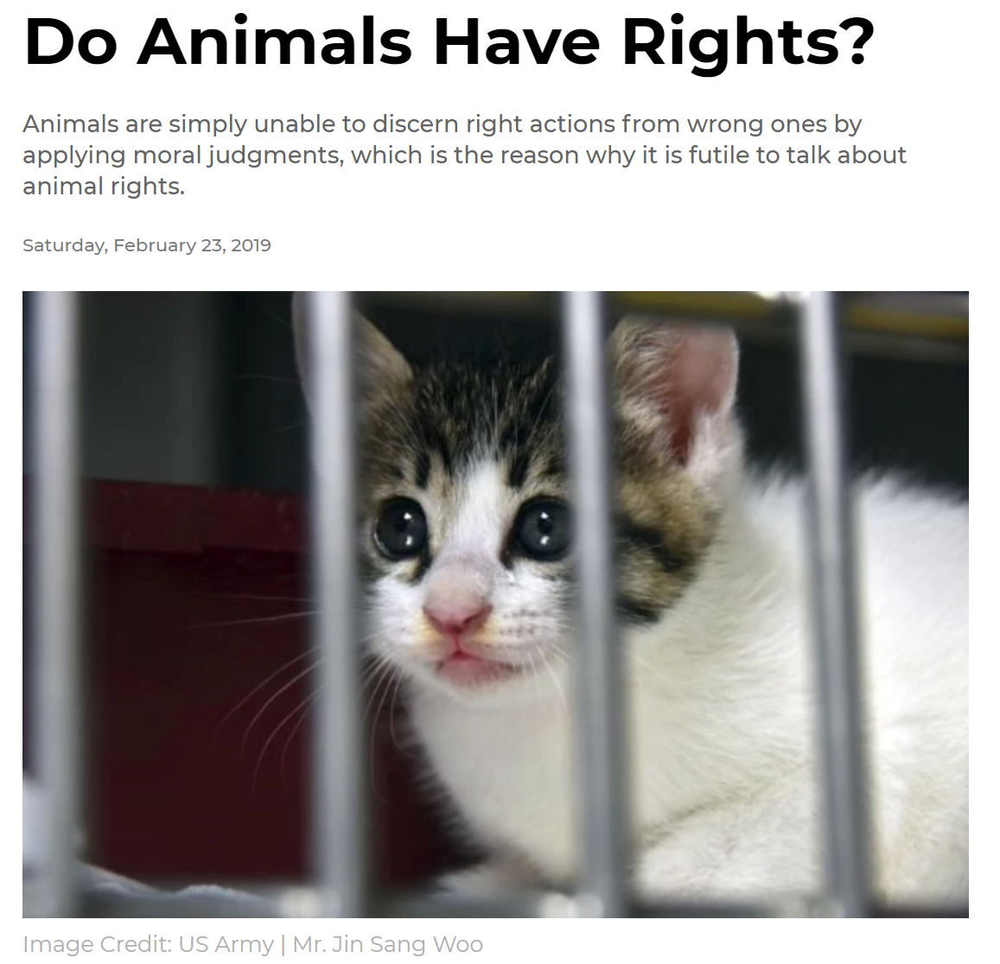 Do Animals Have Rights?
Animals are simply unable to discern right actions from wrong ones by
applying moral judgments, which is the reason why it is futile to talk about
animal rights.
Saturday, February 23, 2019
Image Credit: US Army | Mr. Jin Sang Woo